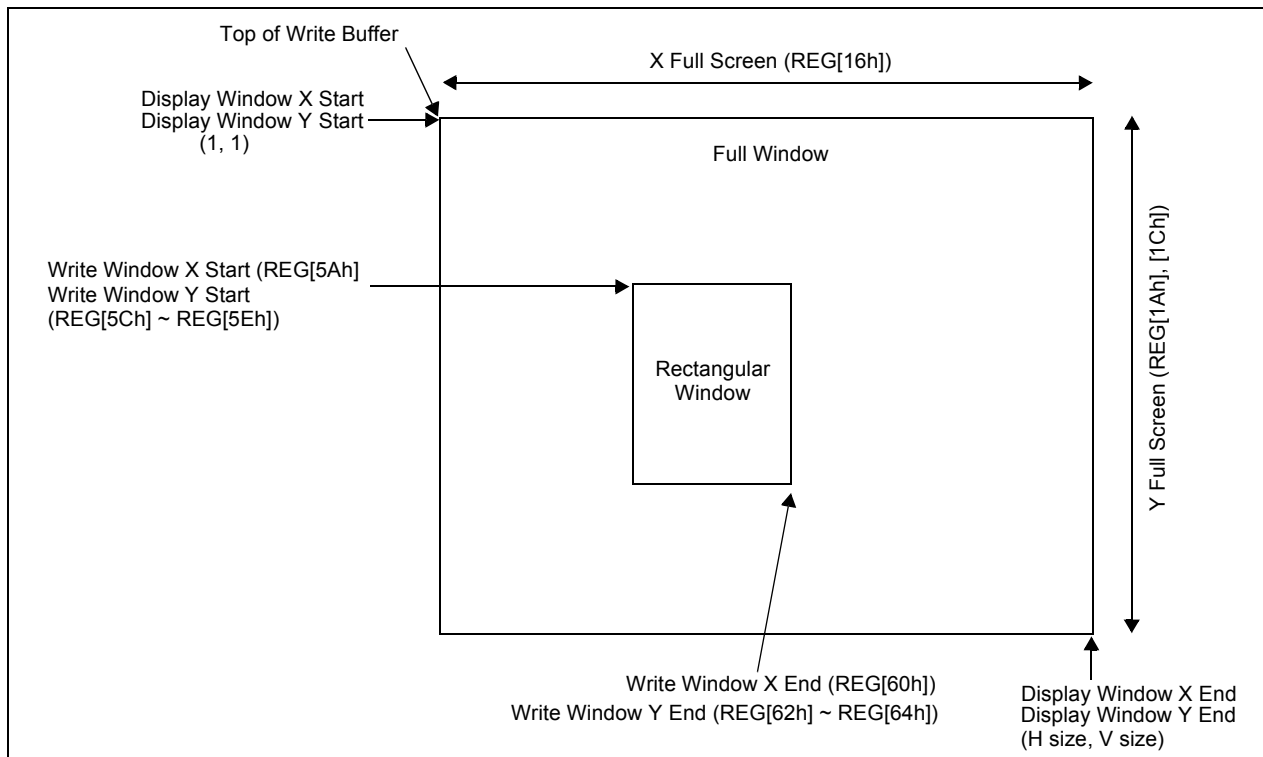 Top of Write Buffer
X Full Screen (REG[16h])
Display Window X Start
Display Window Y Start
(1, 1)
Full Window
Y Full Screen (REG[1Ah], [1Ch])
Write Window X Start (REG[5Ah]
Write Window Y Start
(REG[5Ch] ~ REG[5Eh])
Rectangular
Window
Write Window X End (REG[60h])
Write Window Y End (REG[62h] ~ REG[64h])
Display Window X End
Display Window Y End
(H size, V size)